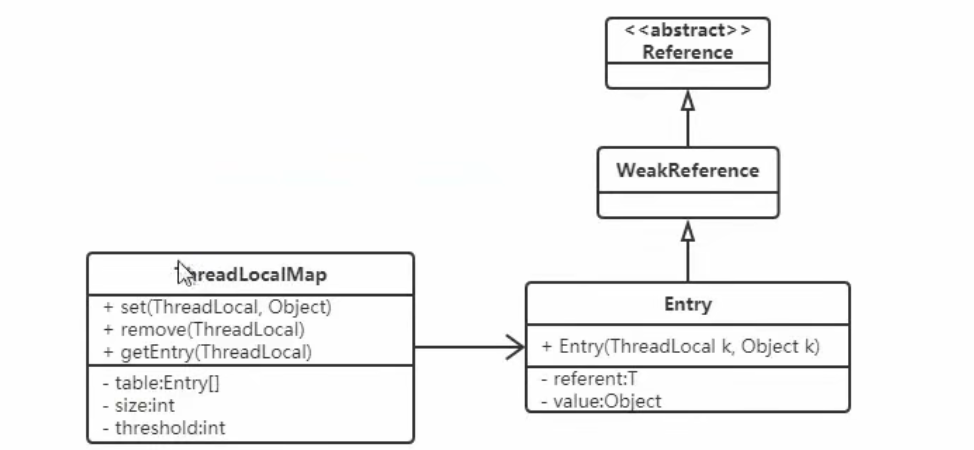 <<abstract>>
Reference
WeakReference
ThreadLocalMap
+ set(ThreadLocal, Object)
+ remove(ThreadLocal)
+ getEntry(ThreadLocal)
- table:Entry[]
- size:int
- threshold:int
Entry
+ Entry(ThreadLocal k, Object k)
- referent:T
- value:Object